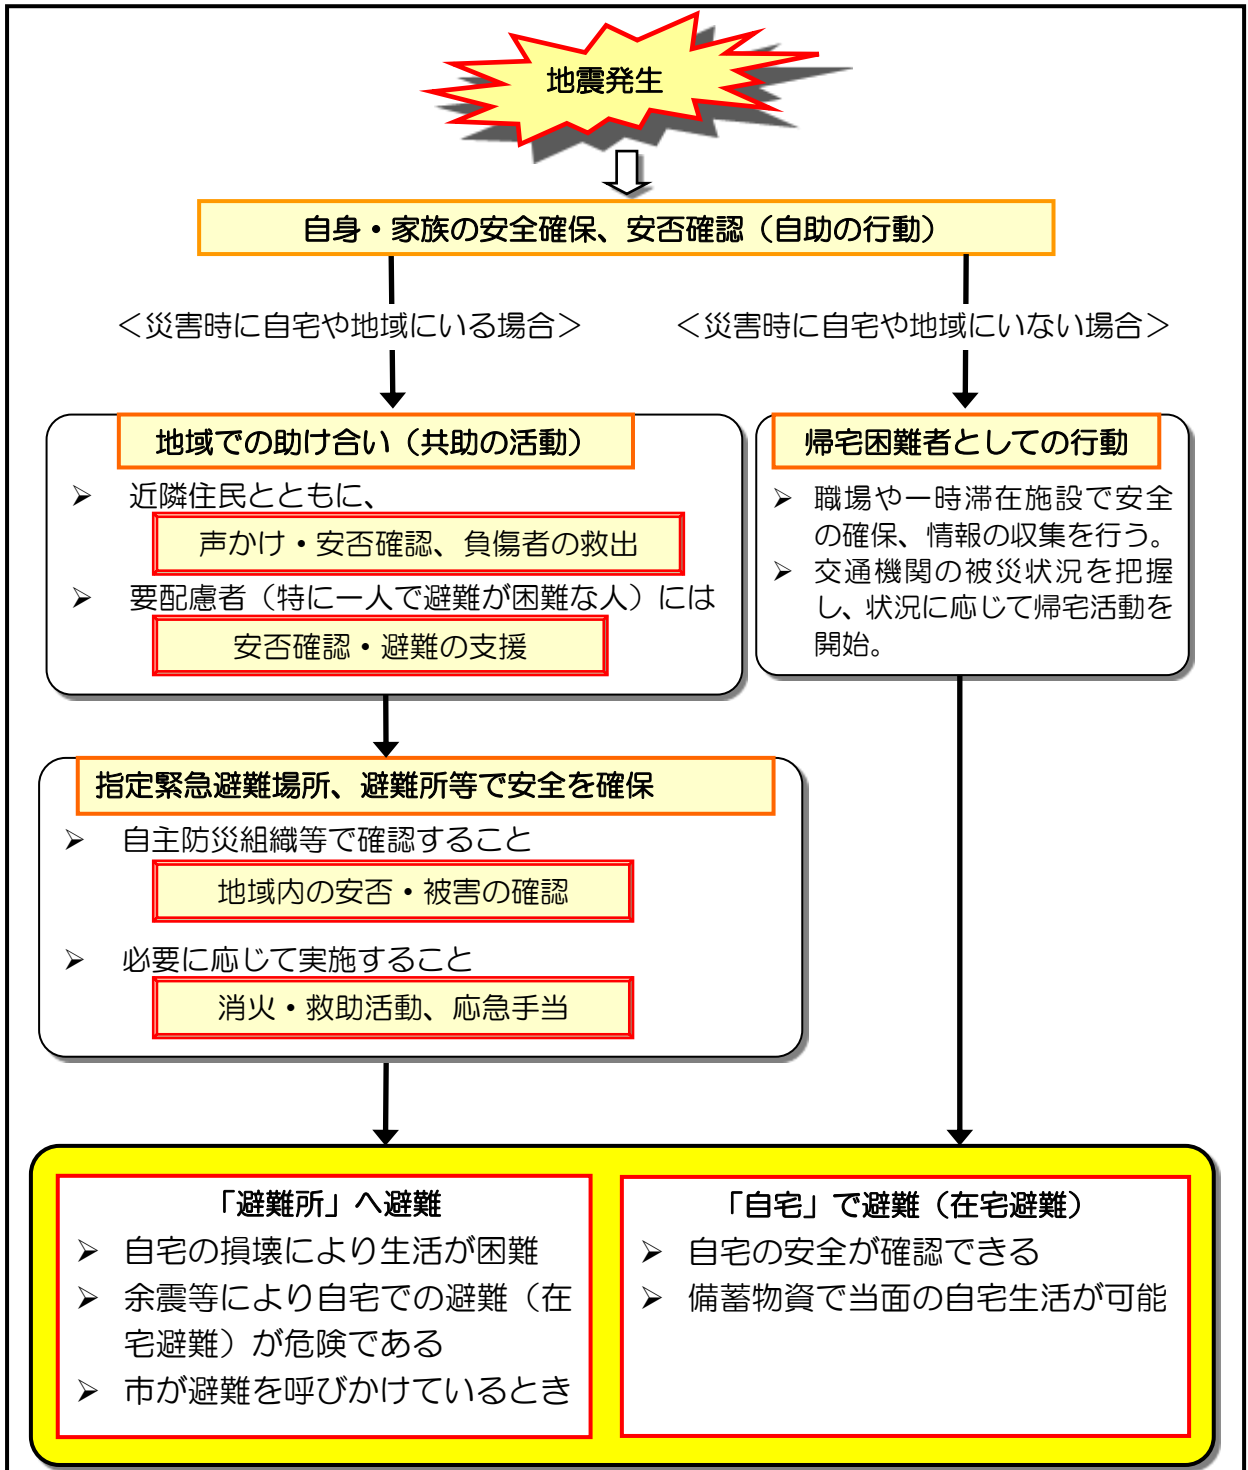 地震発生
自身・家族の安全確保、安否確認（自助の行動）
＜災害時に自宅や地域にいる場合＞
＜災害時に自宅や地域にいない場合＞
地域での助け合い（共助の活動）
➢ 近隣住民とともに、
声かけ・安否確認、負傷者の救出
➢ 要配慮者（特に一人で避難が困難な人）には
安否確認・避難の支援
帰宅困難者としての行動
➢ 職場や一時滞在施設で安全
の確保、情報の収集を行う。
➢ 交通機関の被災状況を把握
し、状況に応じて帰宅活動を
開始。
指定緊急避難場所、避難所等で安全を確保
➢ 自主防災組織等で確認すること
地域内の安否・被害の確認
➢ 必要に応じて実施すること
消火・救助活動、応急手当
「避難所」へ避難
➢ 自宅の損壊により生活が困難
➢ 余震等により自宅での避難（在
宅避難）が危険である
➢ 市が避難を呼びかけているとき
「自宅」で避難（在宅避難）
➢ 自宅の安全が確認できる
➢ 備蓄物資で当面の自宅生活が可能